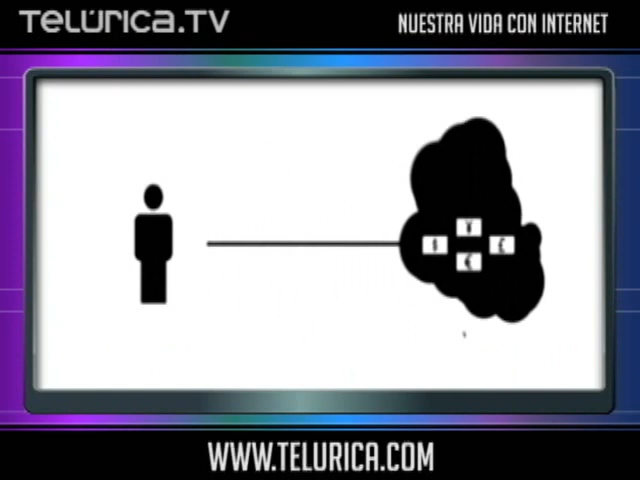 TELÚRICA.TV
NUESTRA VIDA CON INTERNET
¥
$ £
€
WWW.TELURICA.COM